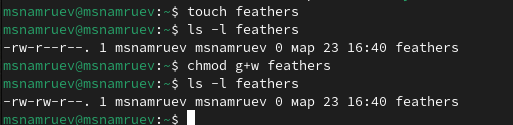 msnamruev@msnamruev:~$ touch feathers
msnamruev@msnamruev:~$ ls -l feathers
-rw-r--r--. 1 msnamruev msnamruev 0 мар 23 16:40 feathers
msnamruev@msnamruev:~$ chmod g+w feathers
msnamruev@msnamruev:~$ ls -l feathers
-rw-rw-r--. 1 msnamruev msnamruev 0 мар 23 16:40 feathers
msnamruev@msnamruev:~$